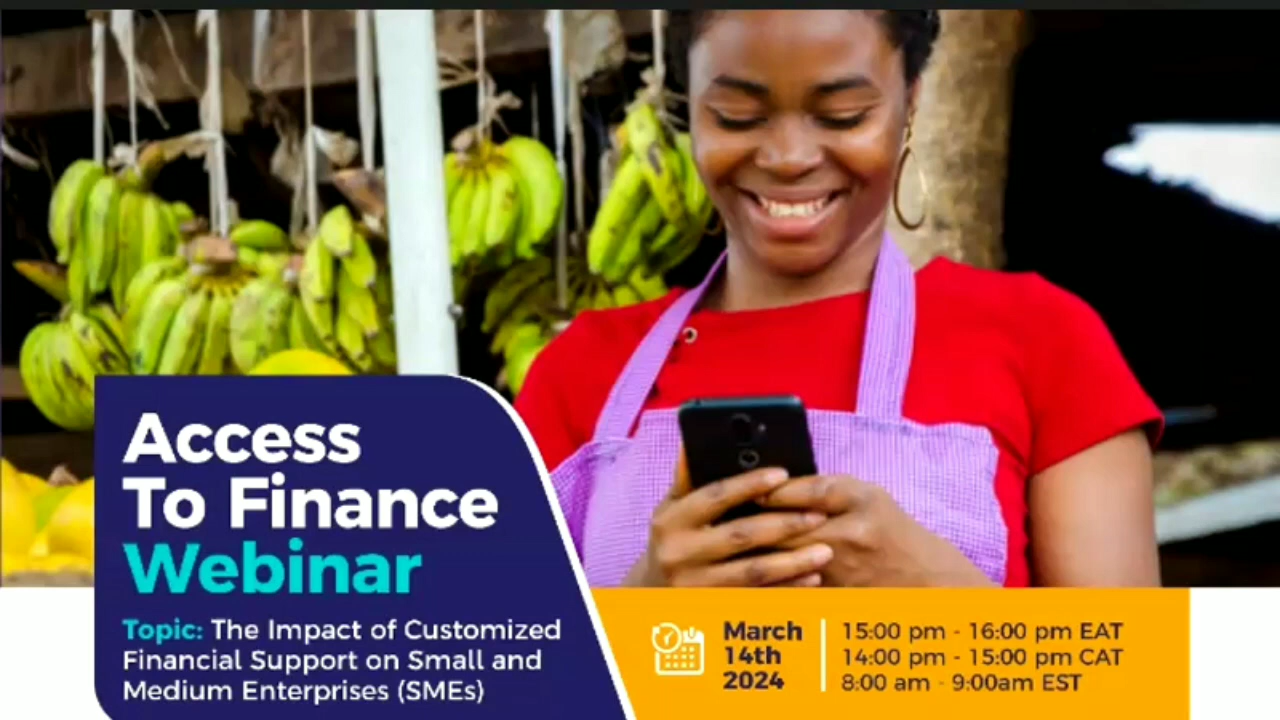 Access
To Finance
Webinar
Topic: The Impact of Customized
Financial Support on Small and
Medium Enterprises (SMEs)
March
14th
2024
15:00 pm - 16:00 pm EAT
14:00 pm - 15:00 pm CAT
8:00 am - 9:00am EST